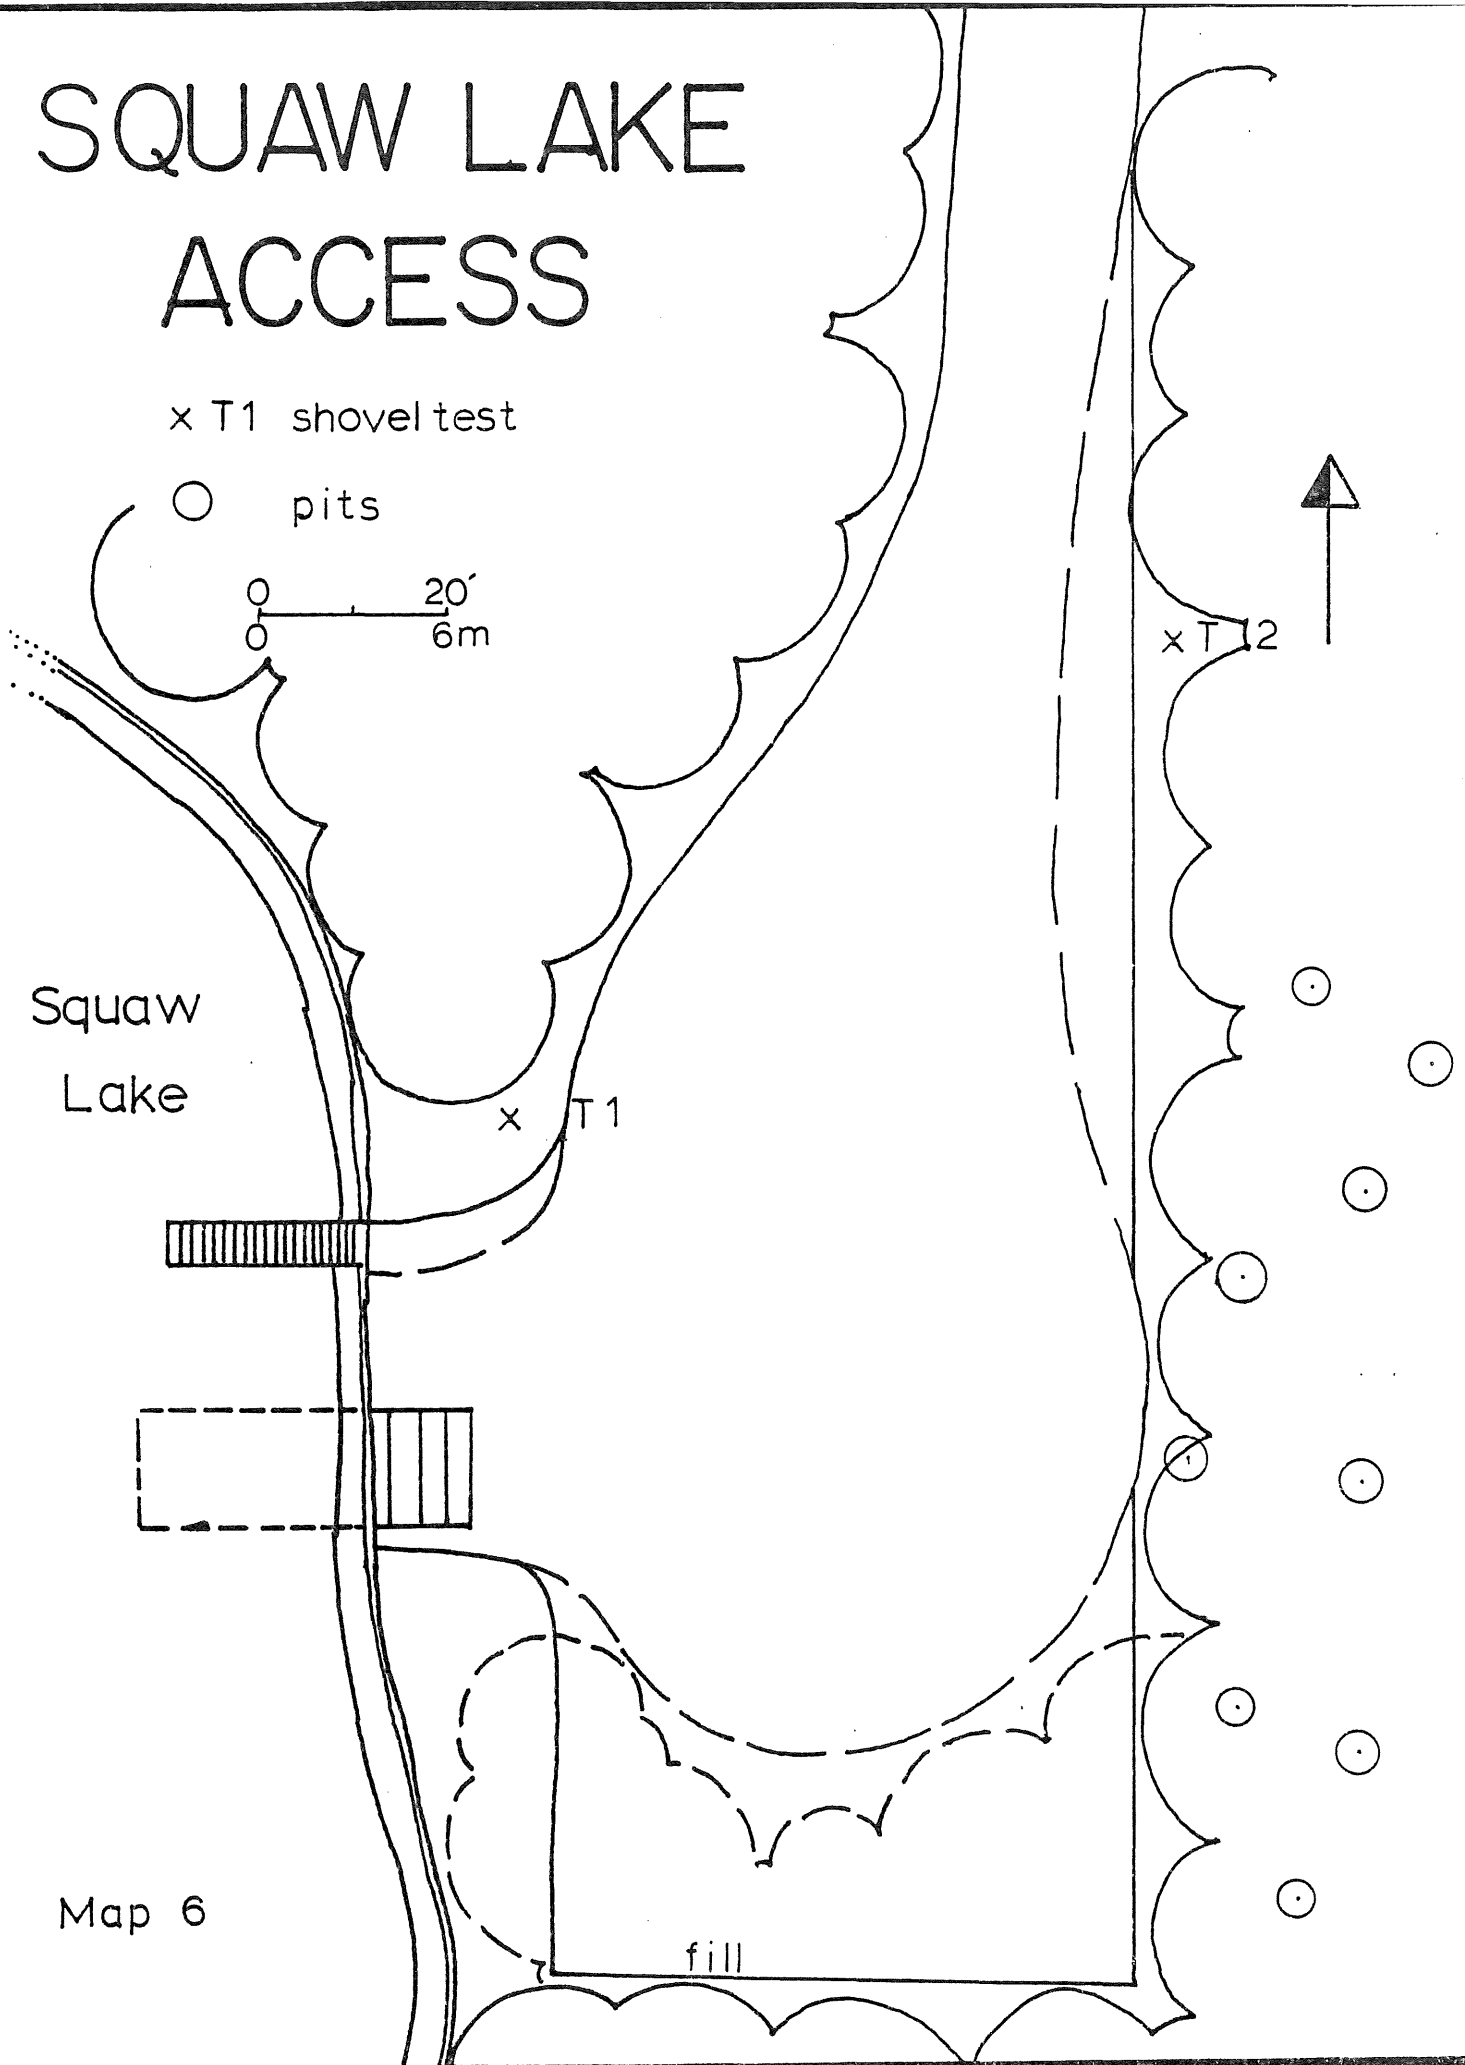 SQUAW LAKE
ACCESS
x T1 shovel test
pits
0 20'
0 6m
x T 2
Squaw
Lake
x T1
Map 6
fill